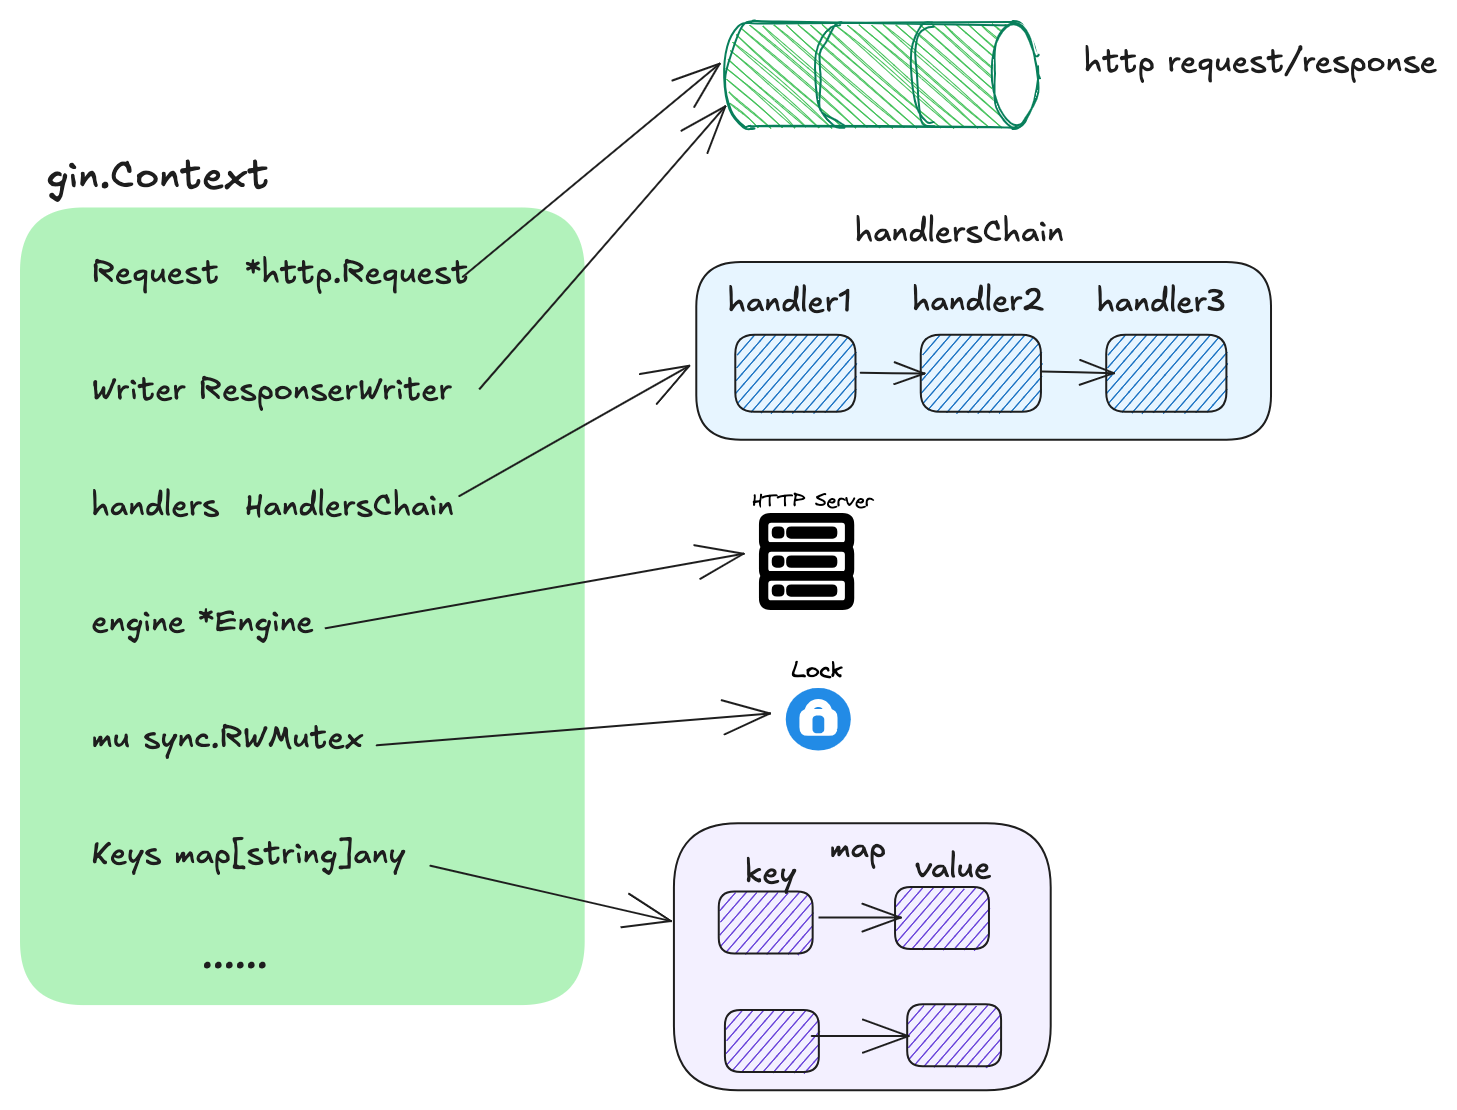 http request/response
gin.Context
Request *http.Request
Writer ResponserWriter
handlers HandlersChain
engine *Engine
mu sync.RWMutex
Keys map[string]any
......
handlersChain
handler1 handler2 handler3
HTTP Server
Lock
map
key value